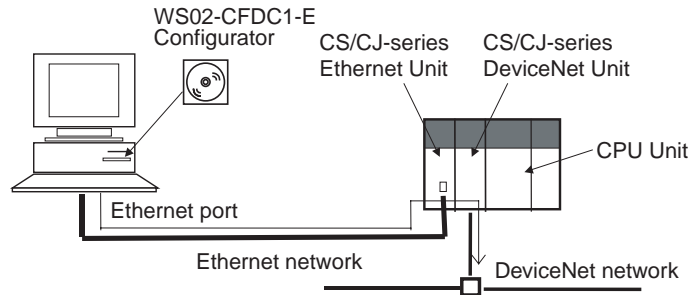 WS02-CFDC1-E
Configurator
CS/CJ-series
Ethernet Unit
CS/CJ-series
DeviceNet Unit
CPU Unit
Ethernet port
Ethernet network
DeviceNet network